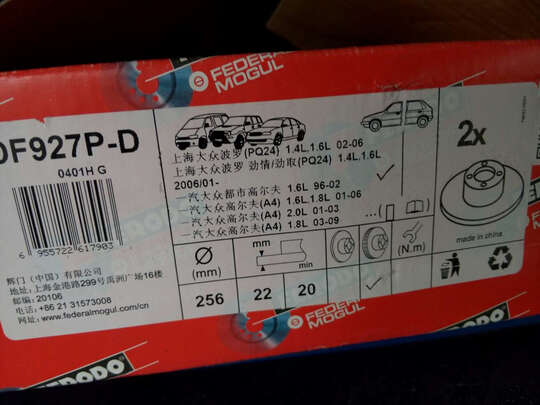 FEDERAL
MOGUL
DF927P-D
0401H G
6 955722 617983
上海大众波罗(PQ24) 1.4L,1.6L 02-06
上海大众波罗 劲情/劲取(PQ24) 1.4L,1.6L
2006/01-
一汽大众都市高尔夫 1.6L 96-02
一汽大众高尔夫(A4) 1.6L,1.8L 01-06
一汽大众高尔夫(A4) 2.0L 01-03
一汽大众高尔夫(A4) 1.8L 03-09
...(
2x
made in china.
(mm)
mm
(N.m)
256 22 20
辉门（中国）有限公司
地址：上海金港路299号禹洲广场16楼
邮编：20106
电话：+86 21 31573008
网址：www.federalmogul.com/cn
FEDERAL
MOGUL
FERODO